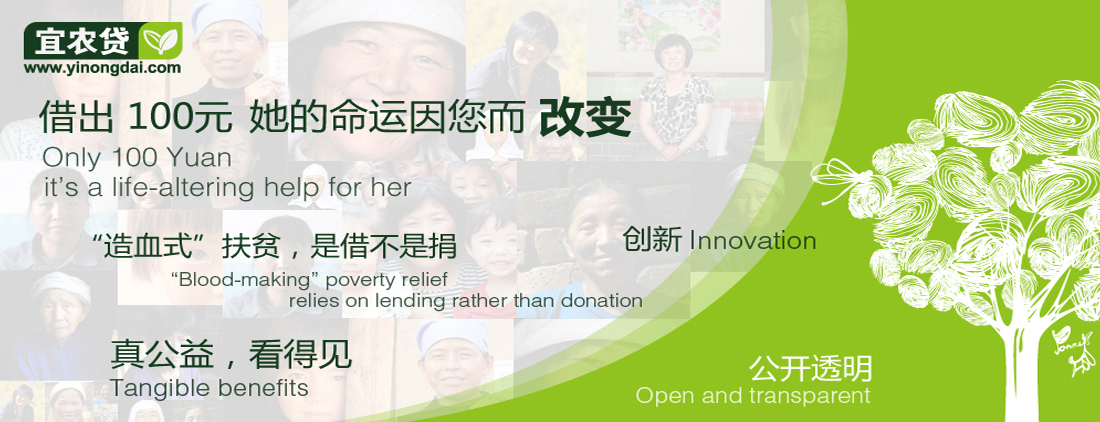 宜农贷
www.yinongdai.com
借出 100元 她的命运因您而 改变
Only 100 Yuan
it's a life-altering help for her
“造血式”扶贫，是借不是捐
“Blood-making” poverty relief
relies on lending rather than donation
创新 Innovation
真公益，看得见
Tangible benefits
公开透明
Open and transparent